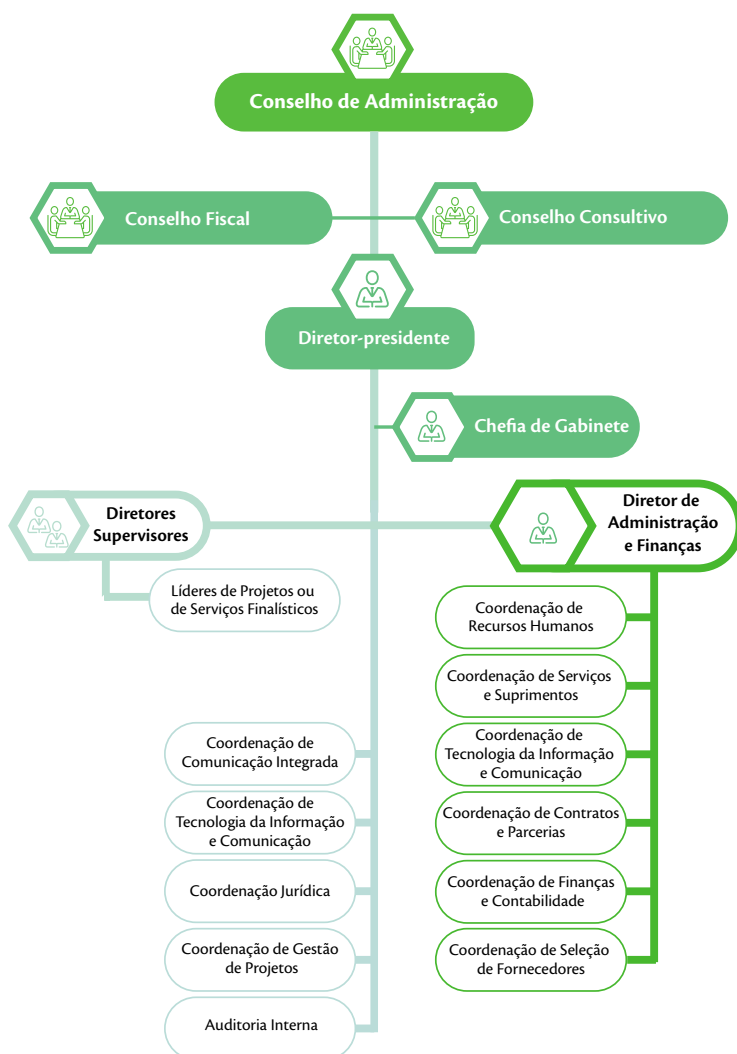 Conselho de Administração
Conselho Fiscal
Conselho Consultivo
Diretor-presidente
Chefia de Gabinete
Diretores
Supervisores
Líderes de Projetos ou
de Serviços Finalísticos
Coordenação de
Comunicação Integrada
Coordenação de
Tecnologia da Informação
e Comunicação
Coordenação Jurídica
Coordenação de Gestão
de Projetos
Auditoria Interna
Diretor de
Administração
e Finanças
Coordenação de
Recursos Humanos
Coordenação de Serviços
e Suprimentos
Coordenação de
Tecnologia da Informação
e Comunicação
Coordenação de Contratos
e Parcerias
Coordenação de Finanças
e Contabilidade
Coordenação de Seleção
de Fornecedores